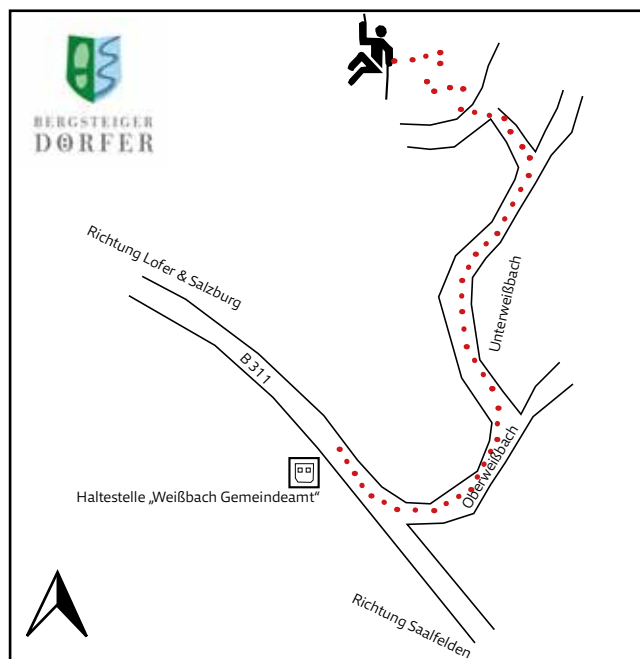 BERGSTEIGER
DÖRFER
Richtung Lofer & Salzburg
B 311
Unterweißbach
Oberweißbach
Haltestelle „Weißbach Gemeindeamt“
Richtung Saalfelden